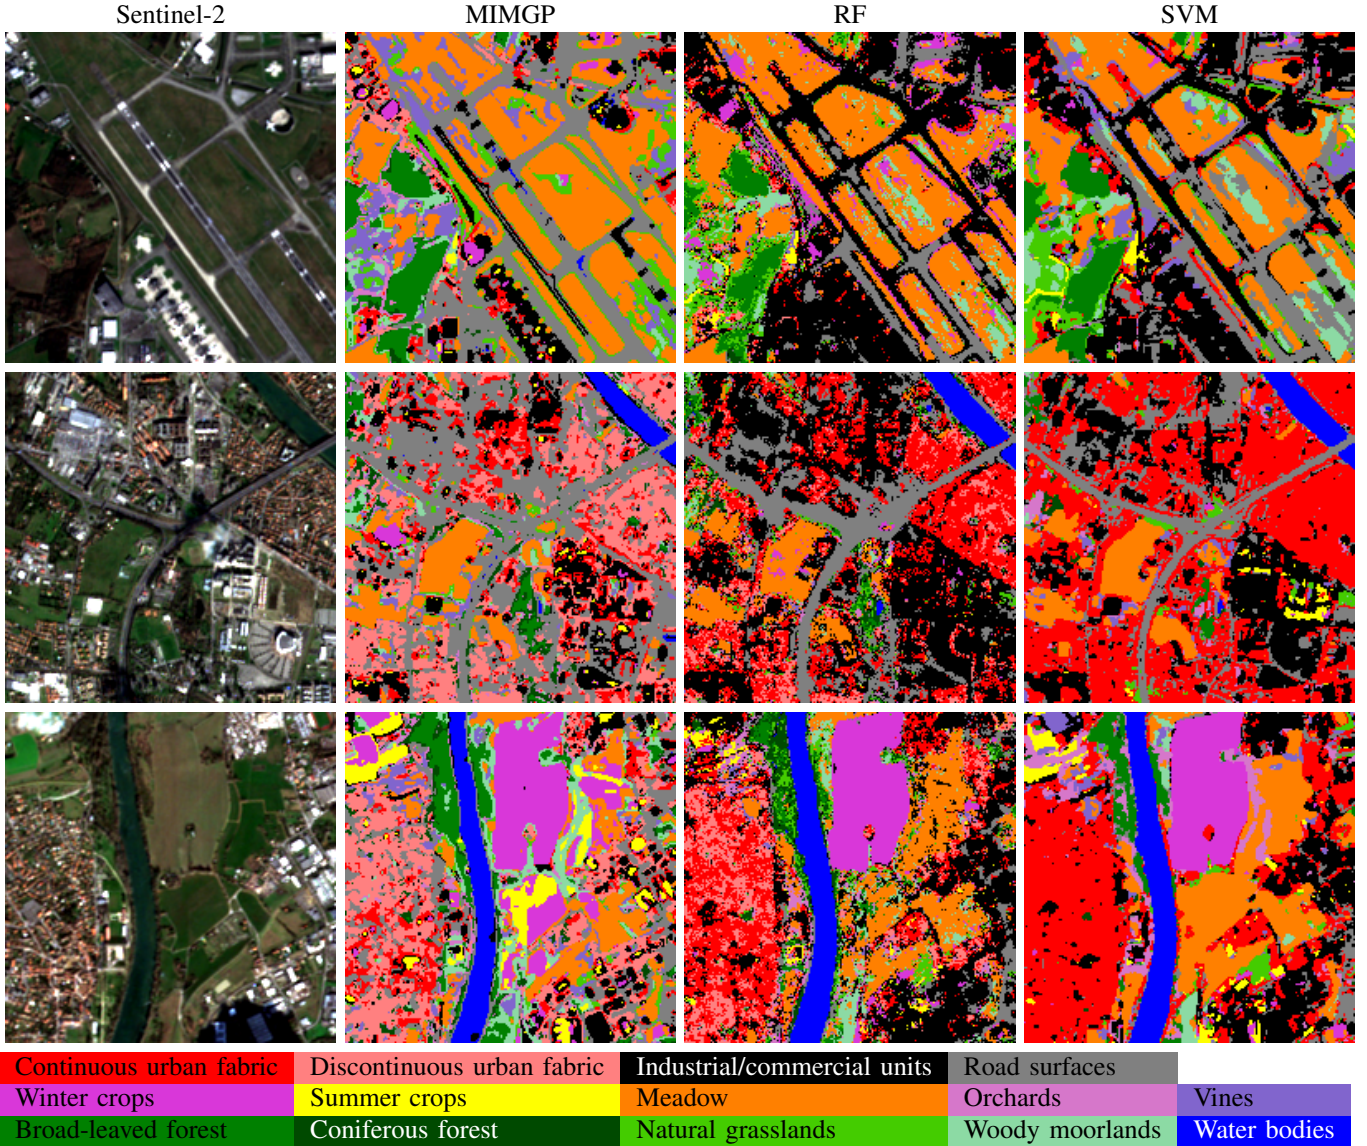 Sentinel-2 MIMGP RF SVM
Continuous urban fabric Discontinuous urban fabric Industrial/commercial units Road surfaces
Winter crops Summer crops Meadow Orchards Vines
Broad-leaved forest Coniferous forest Natural grasslands Woody moorlands Water bodies